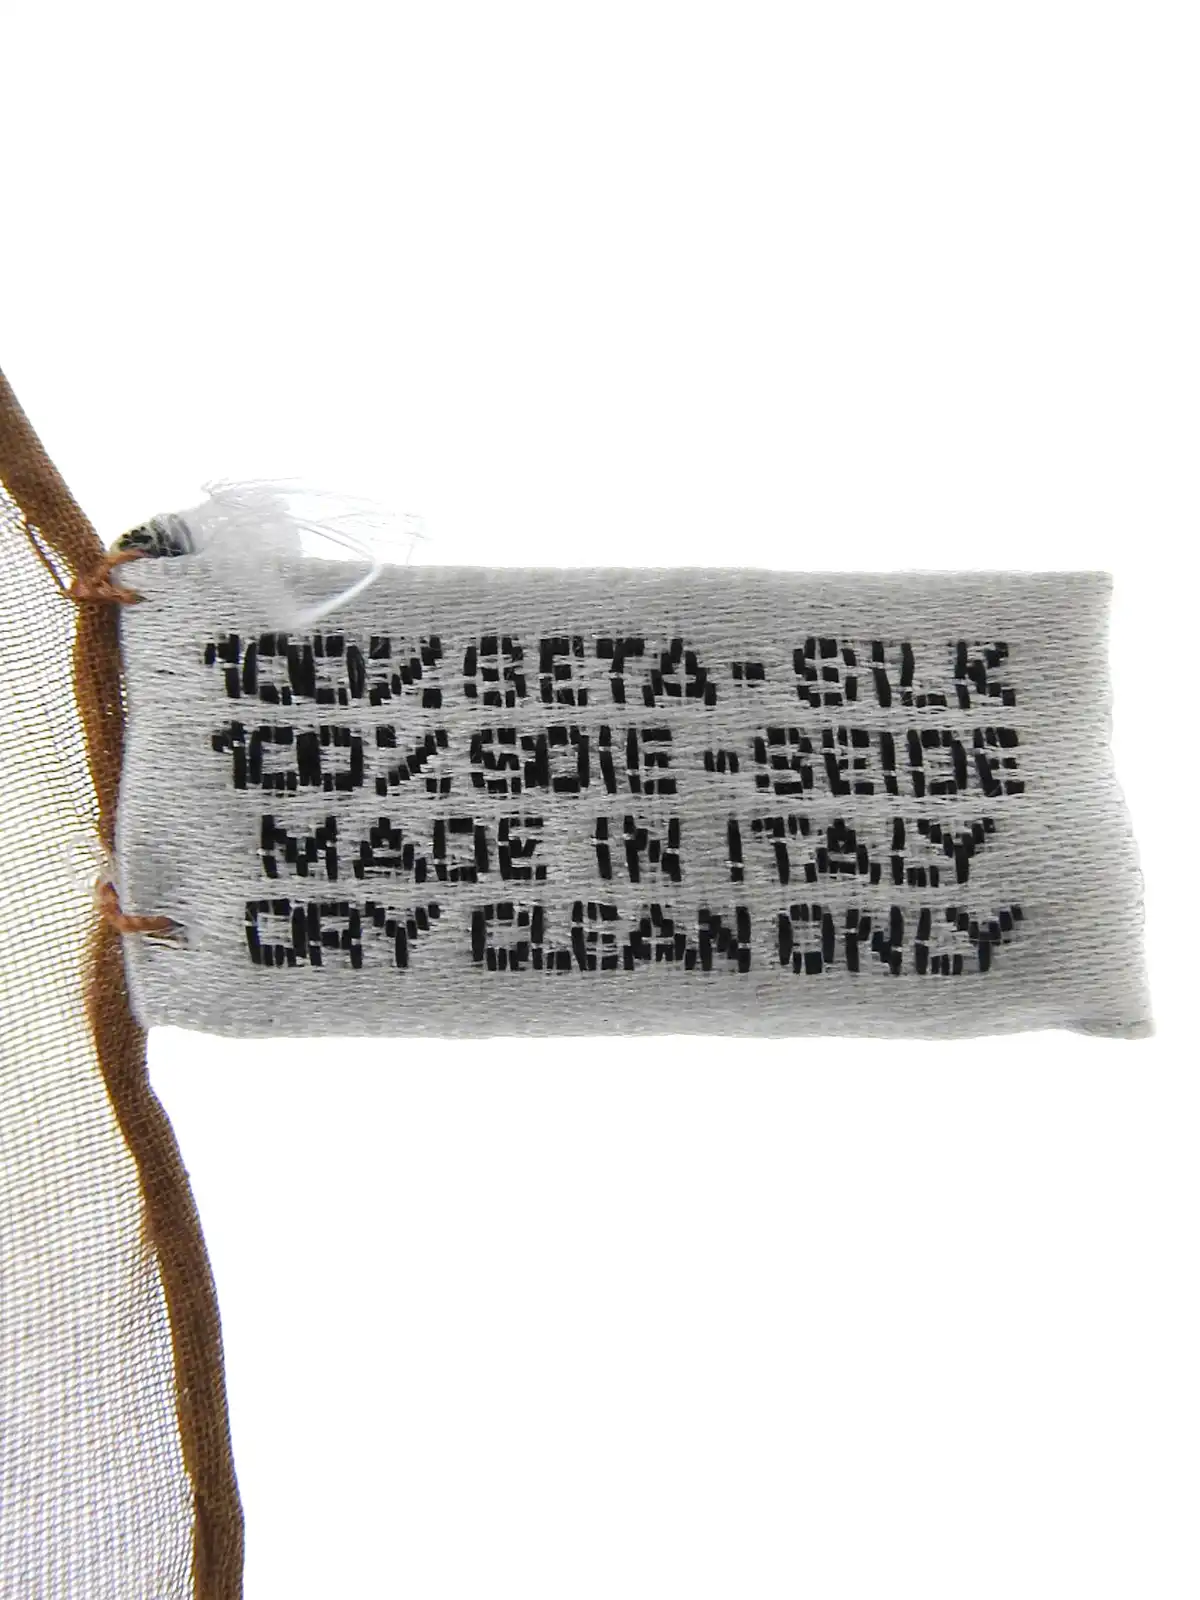 100% SETA - SILK
100% SOIE - SEIDE
MADE IN ITALY
DRY CLEAN ONLY